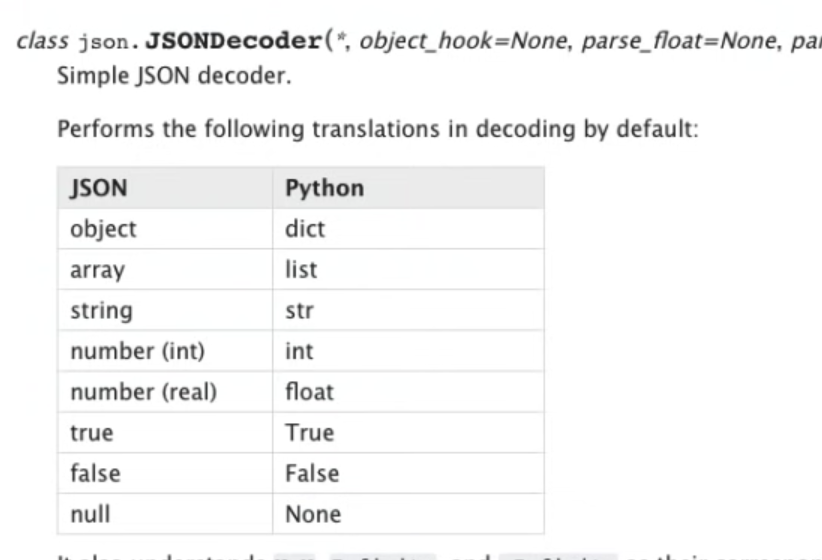 class json.JSONDecoder(*, object_hook=None, parse_float=None,
Simple JSON decoder.
Performs the following translations in decoding by default:
JSON Python
object dict
array list
string str
number (int) int
number (real) float
true True
false False
null None